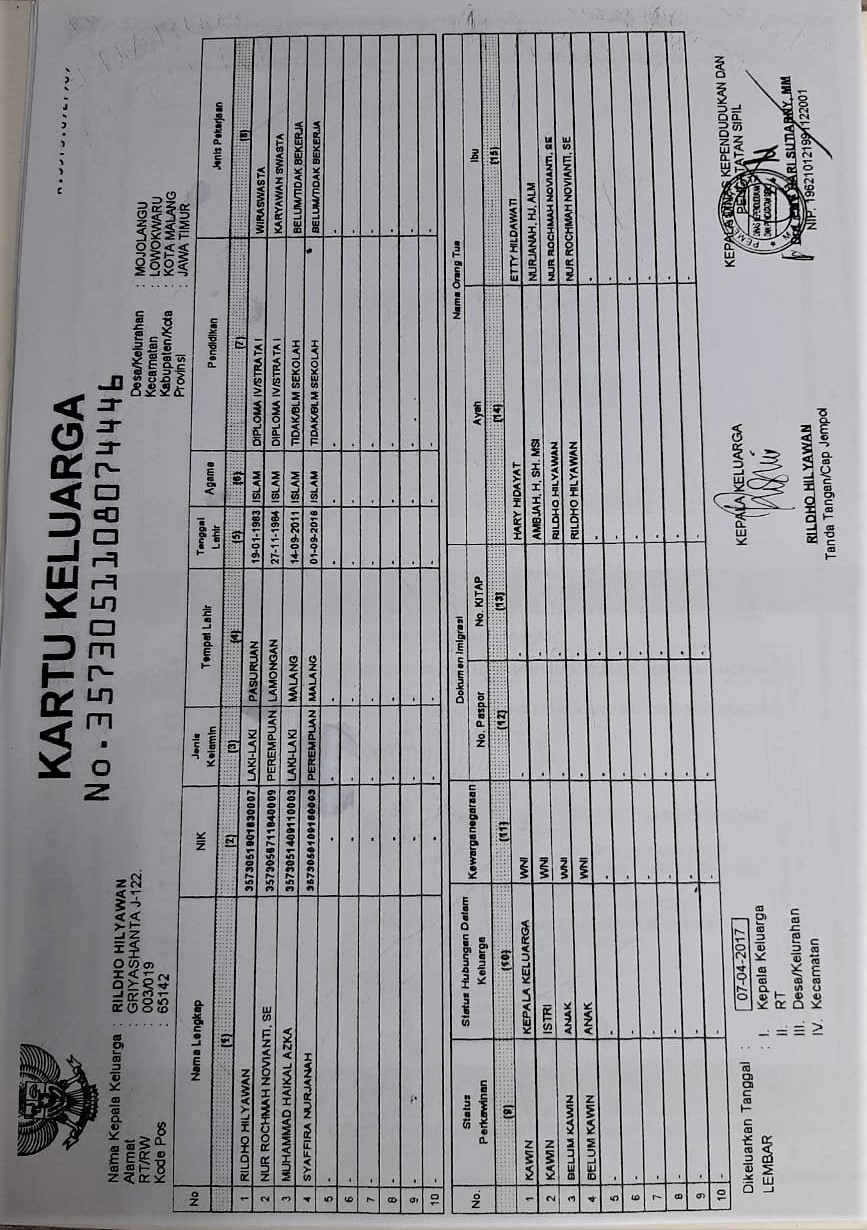 KARTU KELUARGA
No. 3573051108074446
Nama Kepala Keluarga : RILDHO HILYAWAN
Alamat : GRIYASHANTA J-122.
RT/RW : 003/019
Kode Pos : 65142
Desa/Kelurahan : MOJOLANGU
Kecamatan : LOWOKWARU
Kabupaten/Kota : KOTA MALANG
Provinsi : JAWA TIMUR
No Nama Lengkap NIK Jenis Kelamin Tempat Lahir Tanggal Lahir Agama Pendidikan Jenis Pekerjaan
(1) (2) (3) (4) (5) (6) (7) (8)
1 RILDHO HILYAWAN 3573051901830007 LAKI-LAKI PASURUAN 19-01-1983 ISLAM DIPLOMA IV/STRATA I WIRASWASTA
2 NUR ROCHMAH NOVIANTI, SE 3573056711840009 PEREMPUAN LAMONGAN 27-11-1984 ISLAM DIPLOMA IV/STRATA I KARYAWAN SWASTA
3 MUHAMMAD HAIKAL AZKA 3573051409110003 LAKI-LAKI MALANG 14-09-2011 ISLAM TIDAK/BLM SEKOLAH BELUM/TIDAK BEKERJA
4 SYAFFIRA NURJANAH PEREMPUAN MALANG 01-09-2016 ISLAM TIDAK/BLM SEKOLAH BELUM/TIDAK BEKERJA
5 - - - - - - - -
6 - - - - - - - -
7 - - - - - - - -
8 - - - - - - - -
9 - - - - - - - -
10 - - - - - - - -
No. Status Perkawinan Status Hubungan Dalam Keluarga Kewarganegaraan Dokumen Imigrasi Nama Orang Tua
No. Paspor No. KITAP Ayah Ibu
(9) (10) (11) (12) (13) (14) (15)
1 KAWIN KEPALA KELUARGA WNI - - HARY HIDAYAT ETTY HILDAWATI
2 KAWIN ISTRI WNI - - AMBJAH, H, SH. MSI NURJANAH, HJ, ALM
3 BELUM KAWIN ANAK WNI - - RILDHO HILYAWAN NUR ROCHMAH NOVIANTI, SE
4 BELUM KAWIN ANAK WNI - - RILDHO HILYAWAN NUR ROCHMAH NOVIANTI, SE
5 - - - - - - -
6 - - - - - - -
7 - - - - - - -
8 - - - - - - -
9 - - - - - - -
10 - - - - - - -
Dikeluarkan Tanggal : 07-04-2017
LEMBAR : I. Kepala Keluarga
II. RT
III. Desa/Kelurahan
IV. Kecamatan
KEPALA KELUARGA
RILDHO HILYAWAN
Tanda Tangan/Cap Jempol
KEPALA DINAS KEPENDUDUKAN DAN
PENCATATAN SIPIL
HARI SUTIARNY, MM
NIP. 196210121991122001